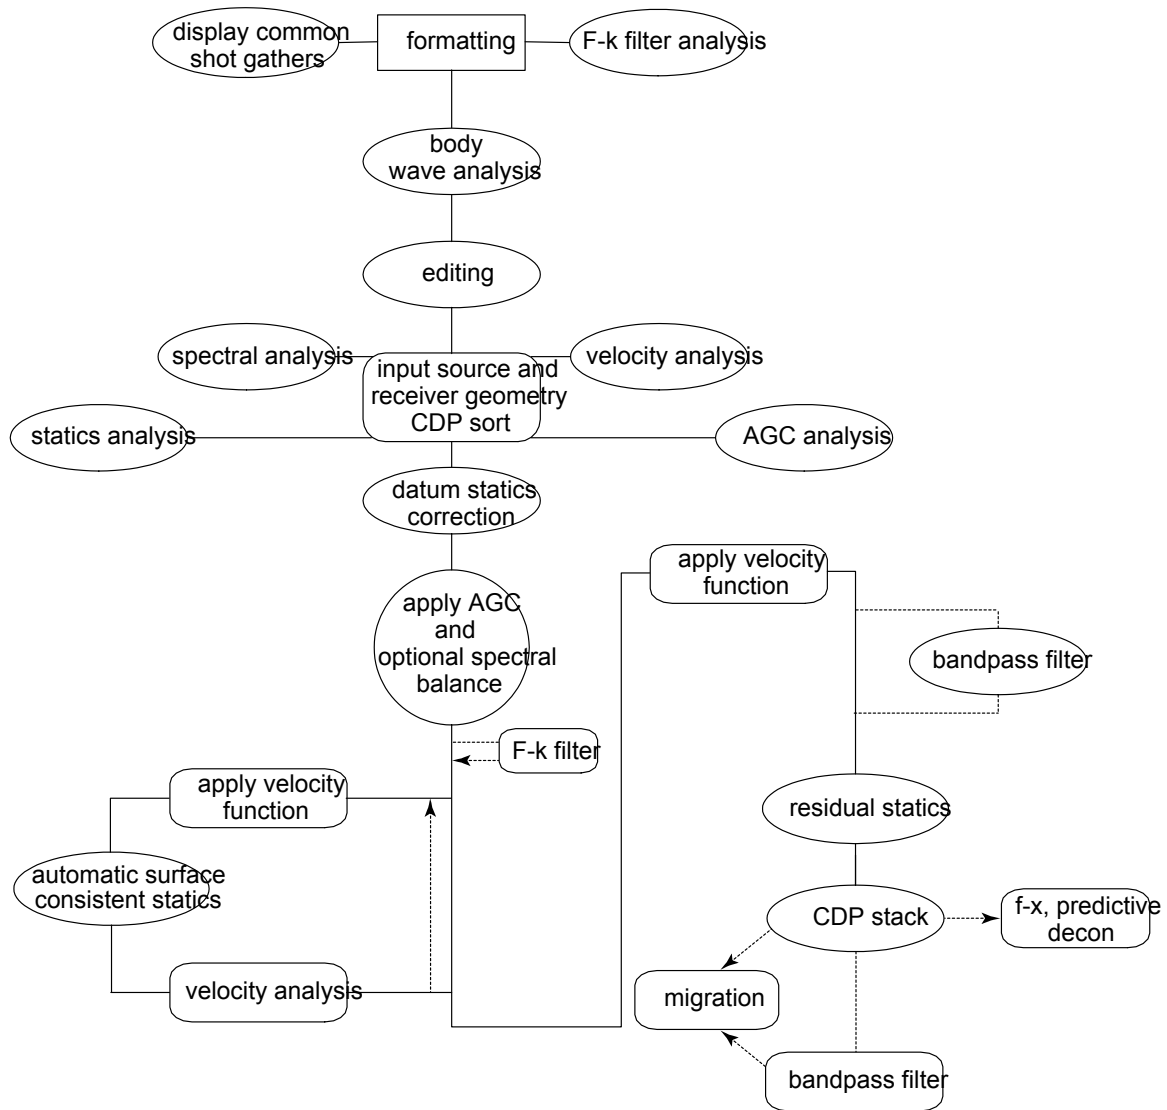 display common
shot gathers
formatting
F-k filter analysis
body
wave analysis
editing
spectral analysis
velocity analysis
input source and
receiver geometry
CDP sort
statics analysis
AGC analysis
datum statics
correction
apply AGC
and
optional spectral
balance
F-k filter
apply velocity
function
automatic surface
consistent statics
velocity analysis
apply velocity
function
bandpass filter
residual statics
CDP stack
f-x, predictive
decon
migration
bandpass filter